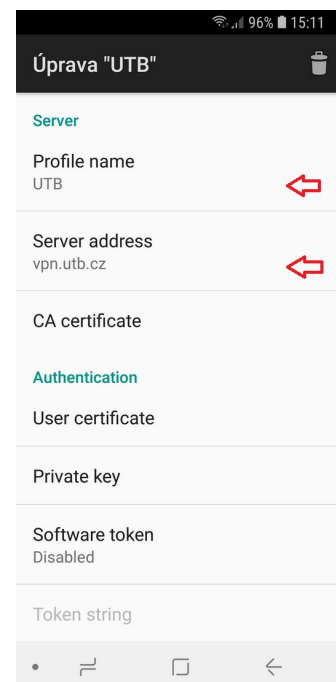 96% 15:11
Úprava "UTB"
Server
Profile name
UTB
Server address
vpn.utb.cz
CA certificate
Authentication
User certificate
Private key
Software token
Disabled
Token string